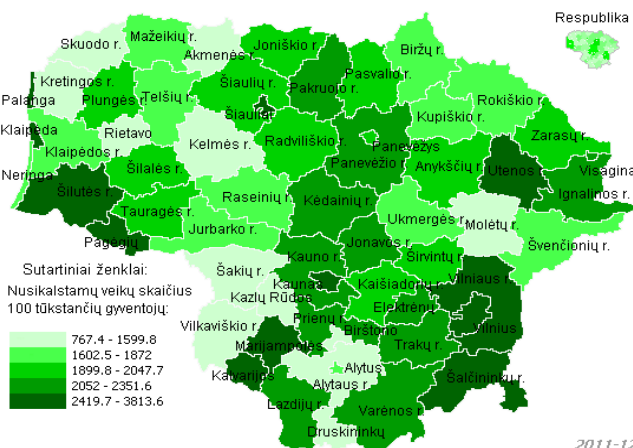 Respublika
Skuodo r.
Mažeikių r.
Akmenės r.
Joniškio r.
Biržų r.
Kretingos r.
Palanga
Plungės r.
Telšių r.
Šiaulių r.
Šiauliai
Pakruojo r.
Pasvalio r.
Rokiškio r.
Kupiškio r.
Klaipėda
Klaipėdos r.
Rietavo
Kelmės r.
Radviliškio r.
Panevėžys
Panevėžio r.
Zarasų r.
Neringa
Šilutės r.
Šilalės r.
Raseinių r.
Anykščių r.
Utenos r.
Visagina
Ignalinos r.
Tauragės r.
Kėdainių r.
Ukmergės r.
Molėtų r.
Pagėgių
Jurbarko r.
Jonavos r.
Širvintų r.
Švenčionių r.
Šakių r.
Kauno r.
Kaunas
Kaišiadorių r.
Vilniaus r.
Kazlų Rūdos
Elektrėnų
Vilkaviškio r.
Prienų r.
Birštono
Vilnius
Marijampolės
Trakų r.
Kalvarijos
Alytus
Alytaus r.
Šalčininkų r.
Lazdijų r.
Varėnos r.
Druskininkų
Sutartiniai ženklai:
Nusikalstamų veikų skaičius
100 tūkstančių gyventojų:
767.4 - 1599.8
1602.5 - 1872
1899.8 - 2047.7
2052 - 2351.6
2419.7 - 3813.6
2011-12